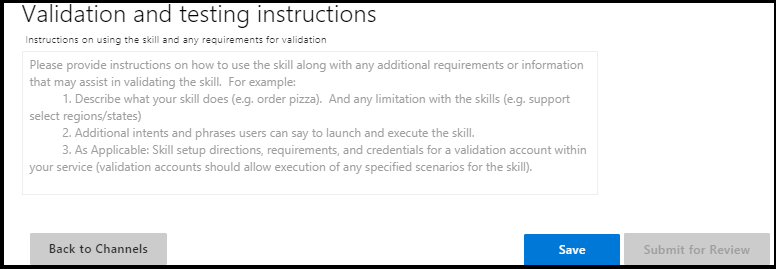 Validation and testing instructions
Instructions on using the skill and any requirements for validation
Please provide instructions on how to use the skill along with any additional requirements or information
that may assist in validating the skill.  For example:
1. Describe what your skill does (e.g. order pizza).  And any limitation with the skills (e.g. support
select regions/states)
2. Additional intents and phrases users can say to launch and execute the skill.
3. As Applicable: Skill setup directions, requirements, and credentials for a validation account within
your service (validation accounts should allow execution of any specified scenarios for the skill).
Back to Channels
Save
Submit for Review